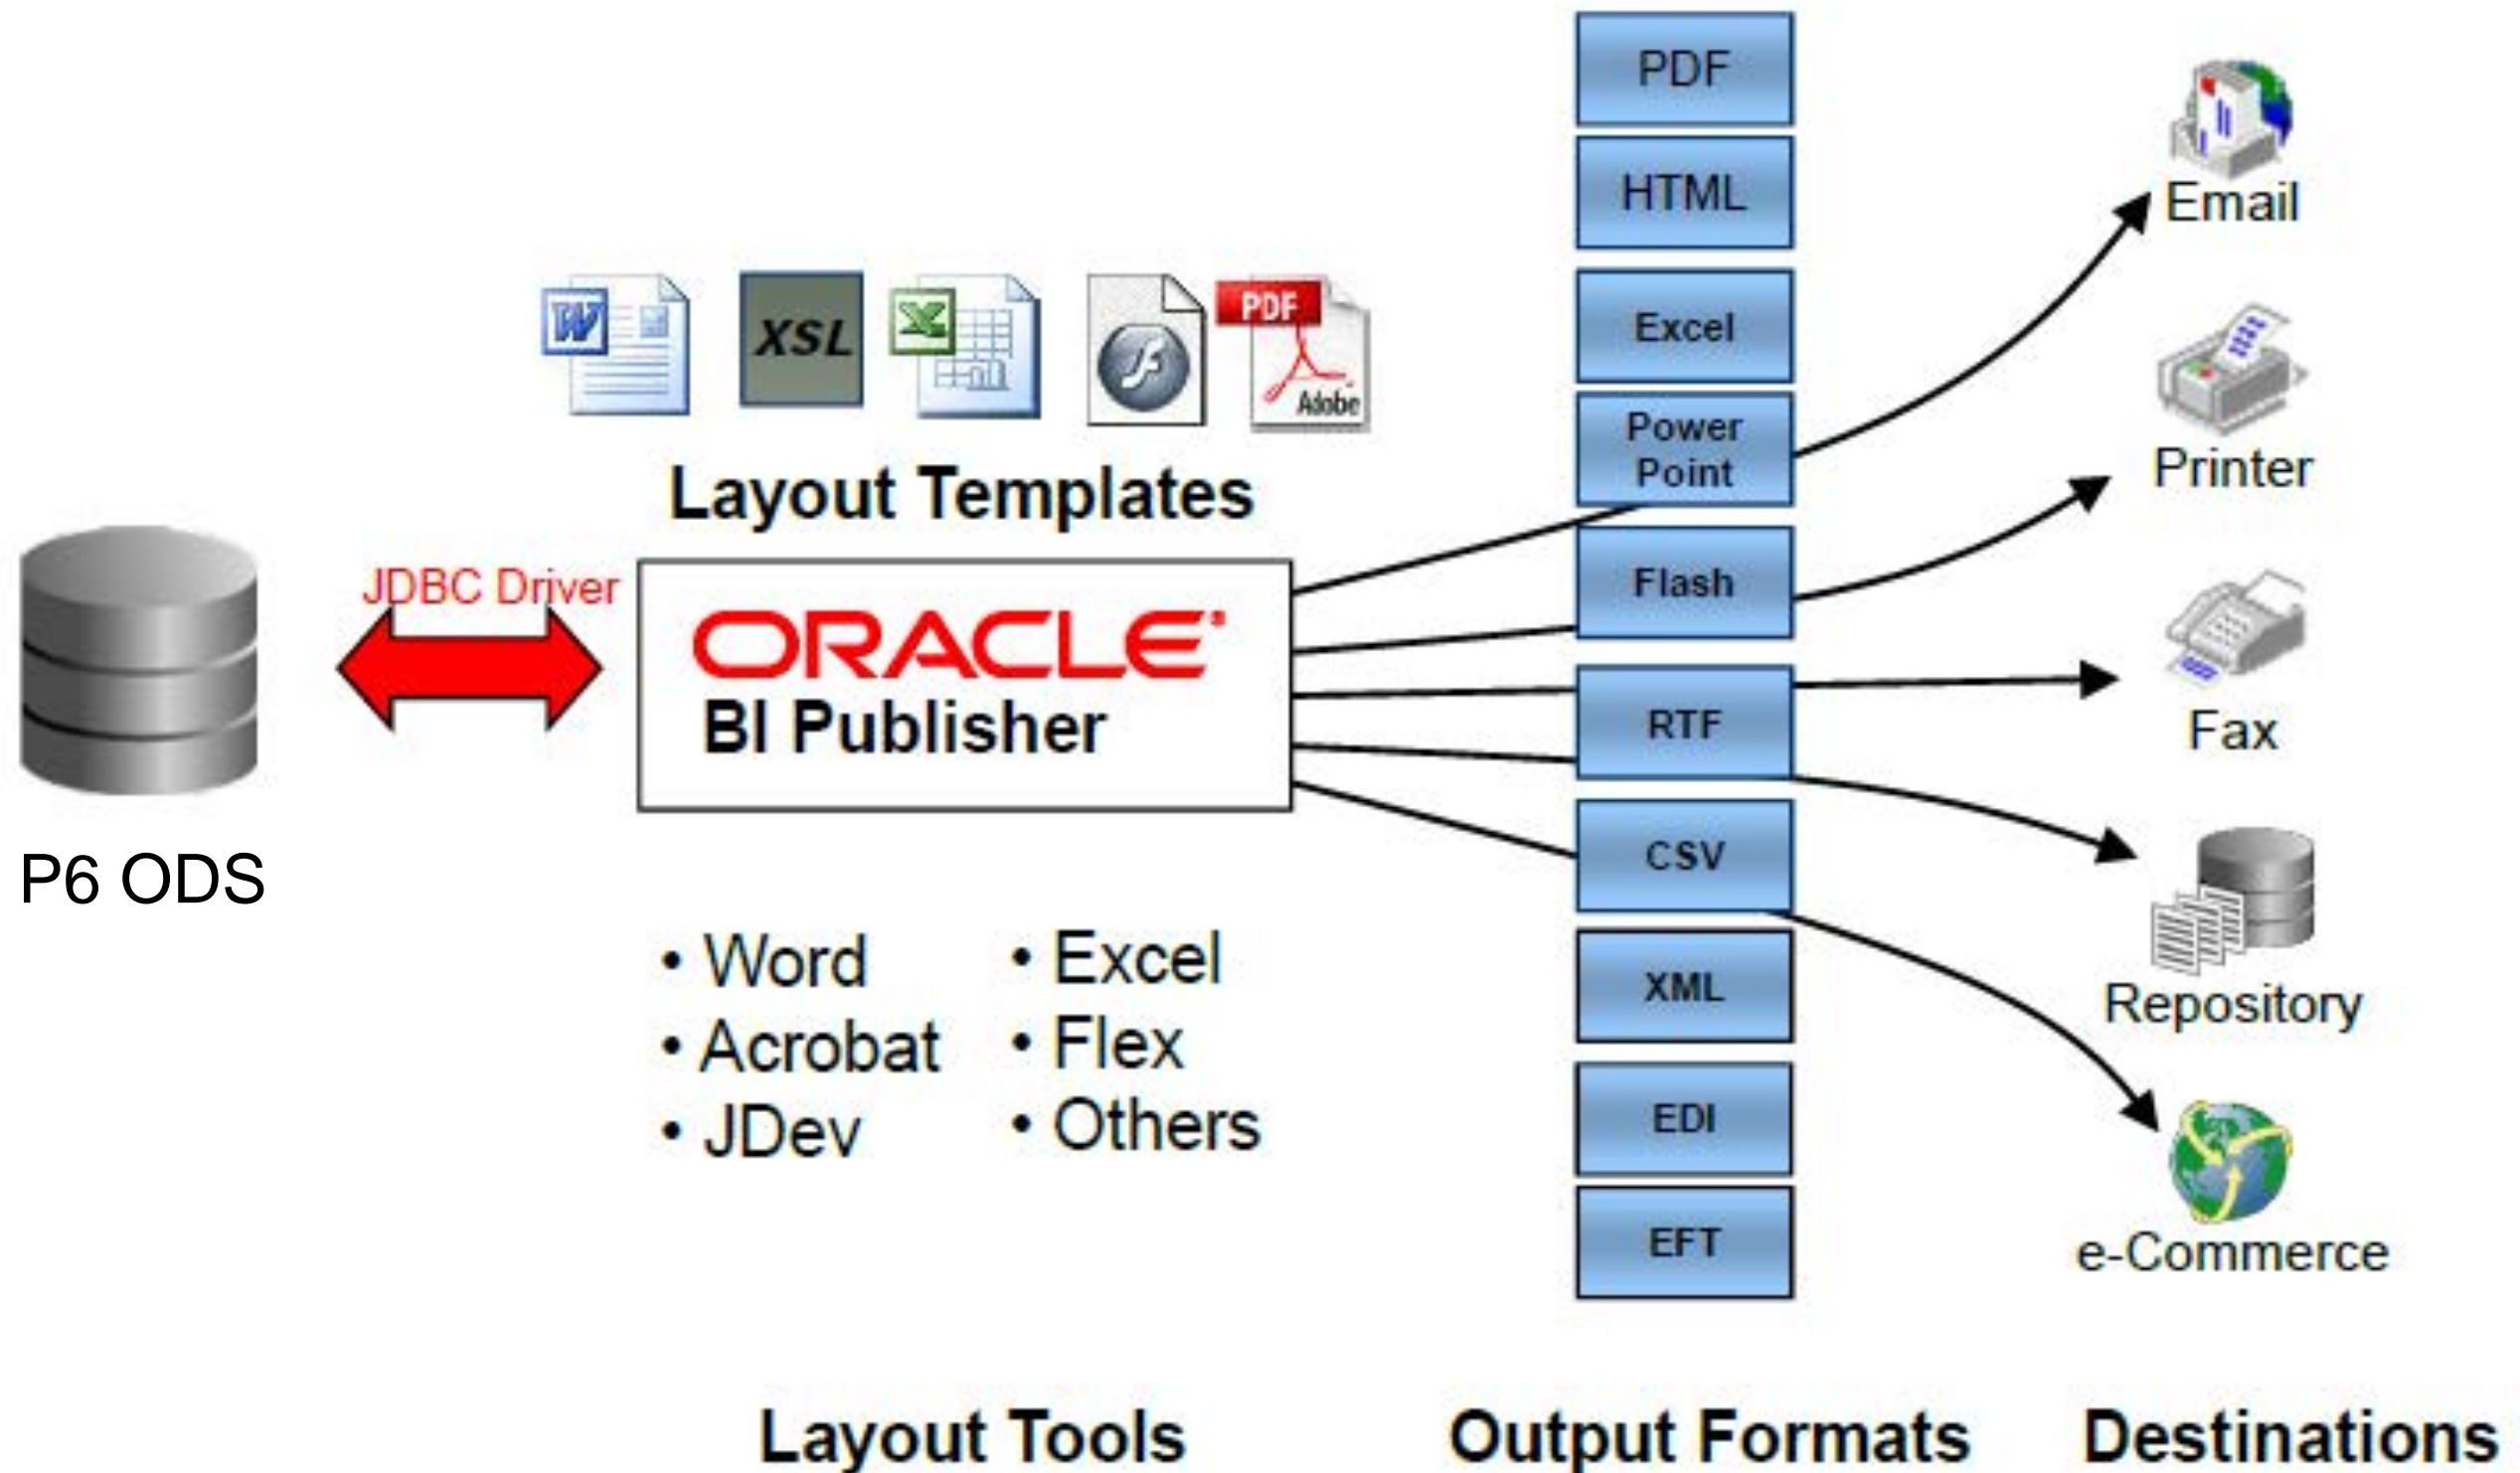 P6 ODS
JDBC Driver
W
XSL
X
PDF
Adobe
Layout Templates
ORACLE
BI Publisher
• Word
• Acrobat
• JDev
• Excel
• Flex
• Others
Layout Tools
PDF
HTML
Excel
Power
Point
Flash
RTF
CSV
XML
EDI
EFT
Output Formats
Email
Printer
Fax
Repository
e-Commerce
Destinations